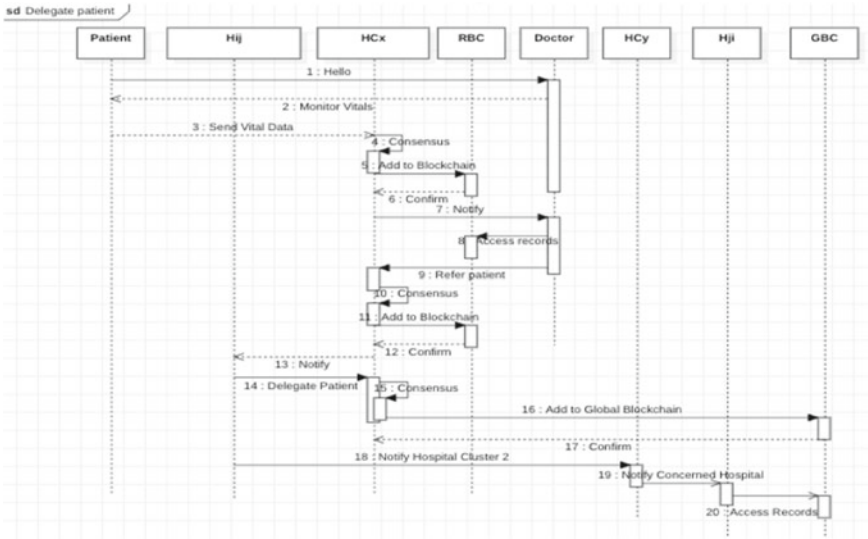 sd Delegate patient
Patient Hij HCx RBC Doctor HCy Hji GBC
1 : Hello
2 : Monitor Vitals
3 : Send Vital Data
4 : Consensus
5 : Add to Blockchain
6 : Confirm
7 : Notify
8 : Access records
9 : Refer patient
10 : Consensus
11 : Add to Blockchain
12 : Confirm
13 : Notify
14 : Delegate Patient
15 : Consensus
16 : Add to Global Blockchain
17 : Confirm
18 : Notify Hospital Cluster 2
19 : Notify Concerned Hospital
20 : Access Records